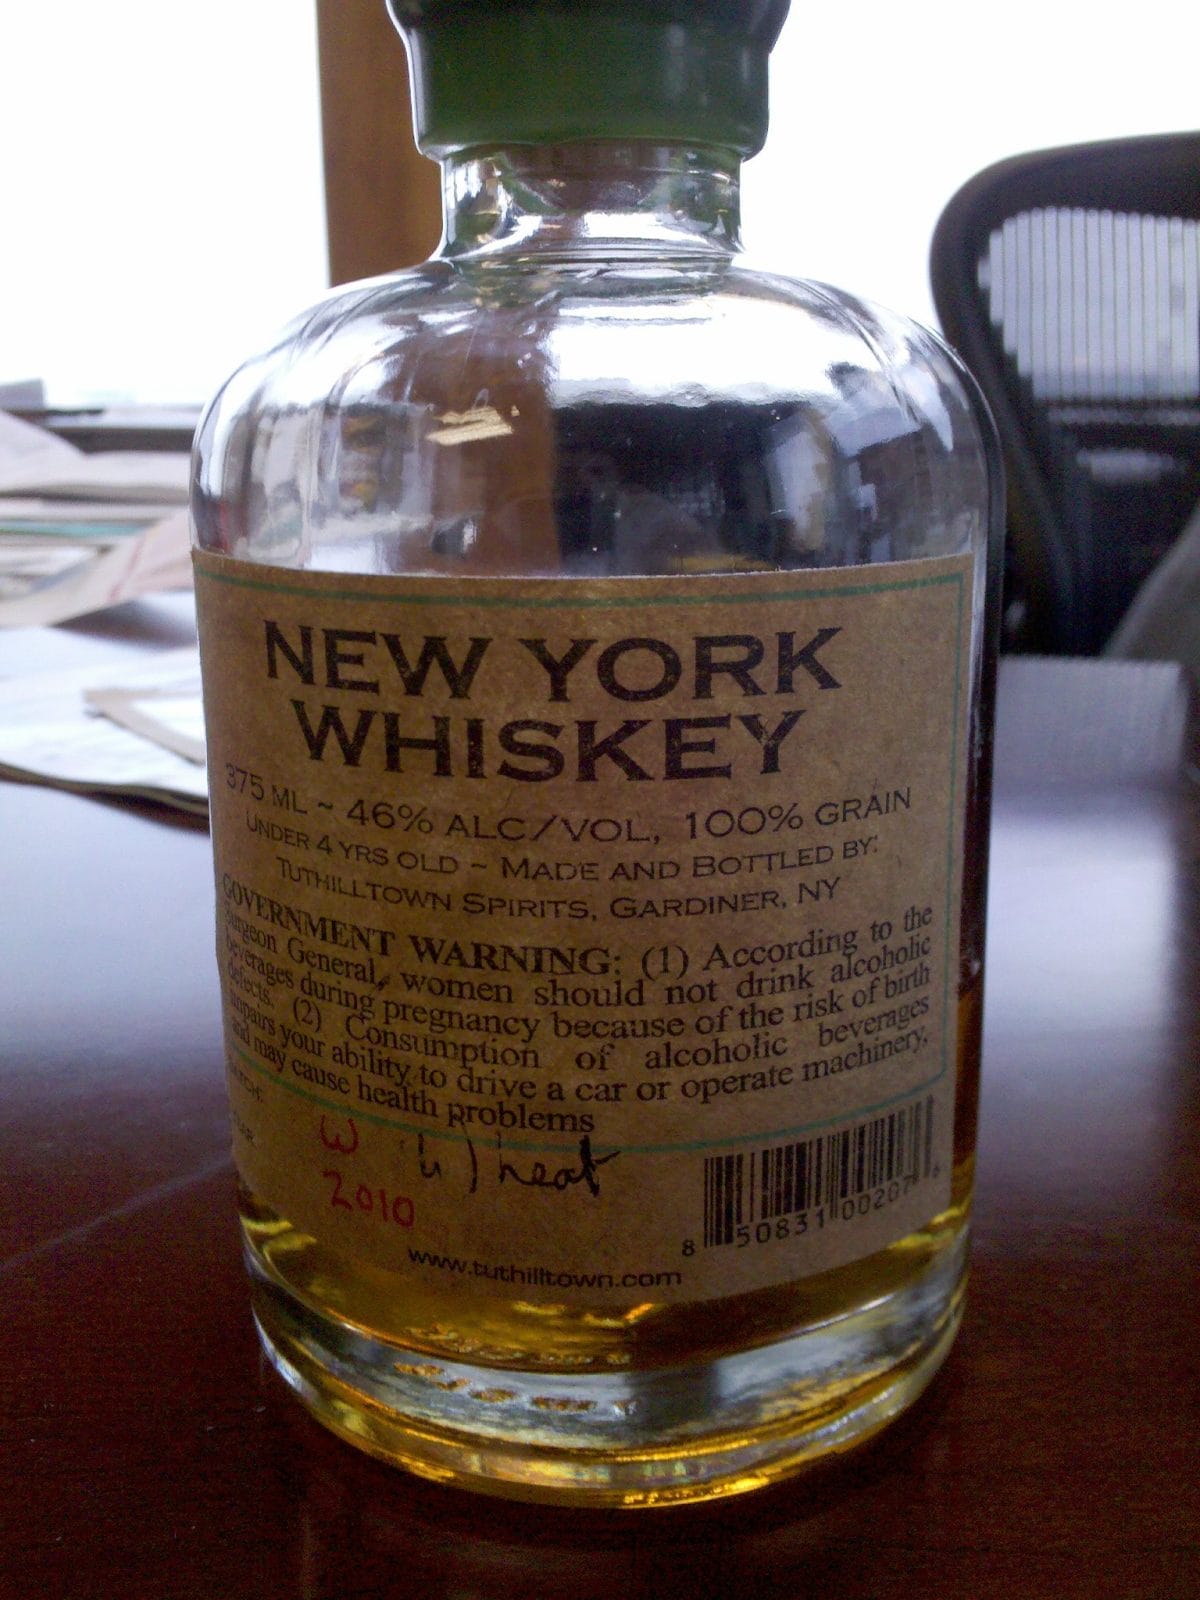 NEW YORK
WHISKEY
375 ML ~ 46% ALC/VOL, 100% GRAIN
UNDER 4 YRS OLD ~ MADE AND BOTTLED BY:
TUTHILLTOWN SPIRITS, GARDINER, NY
GOVERNMENT WARNING: (1) According to the
Surgeon General, women should not drink alcoholic
beverages during pregnancy because of the risk of birth
defects. (2) Consumption of alcoholic beverages
impairs your ability to drive a car or operate machinery,
and may cause health problems
BATCH: W Wheat
YEAR 2010
8 50831 00207 6
www.tuthilltown.com